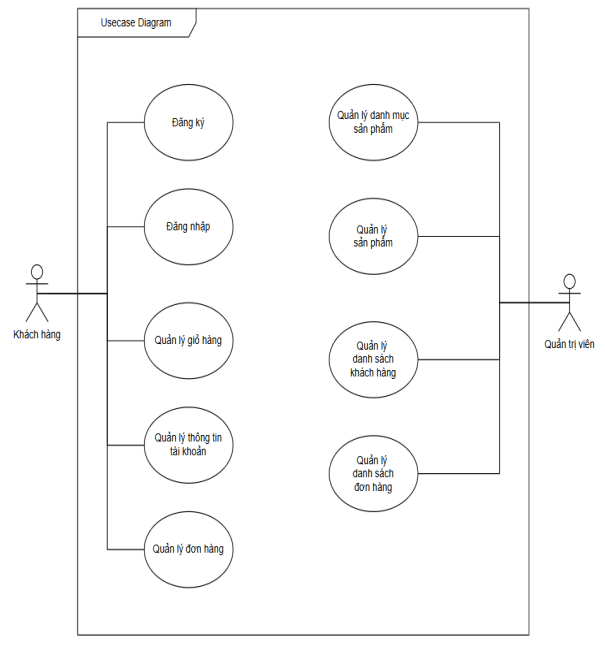 Usecase Diagram
Đăng ký
Đăng nhập
Quản lý giỏ hàng
Quản lý thông tin
tài khoản
Quản lý đơn hàng
Quản lý danh mục
sản phẩm
Quản lý
sản phẩm
Quản lý
danh sách
khách hàng
Quản lý
danh sách
đơn hàng
Khách hàng
Quản trị viên